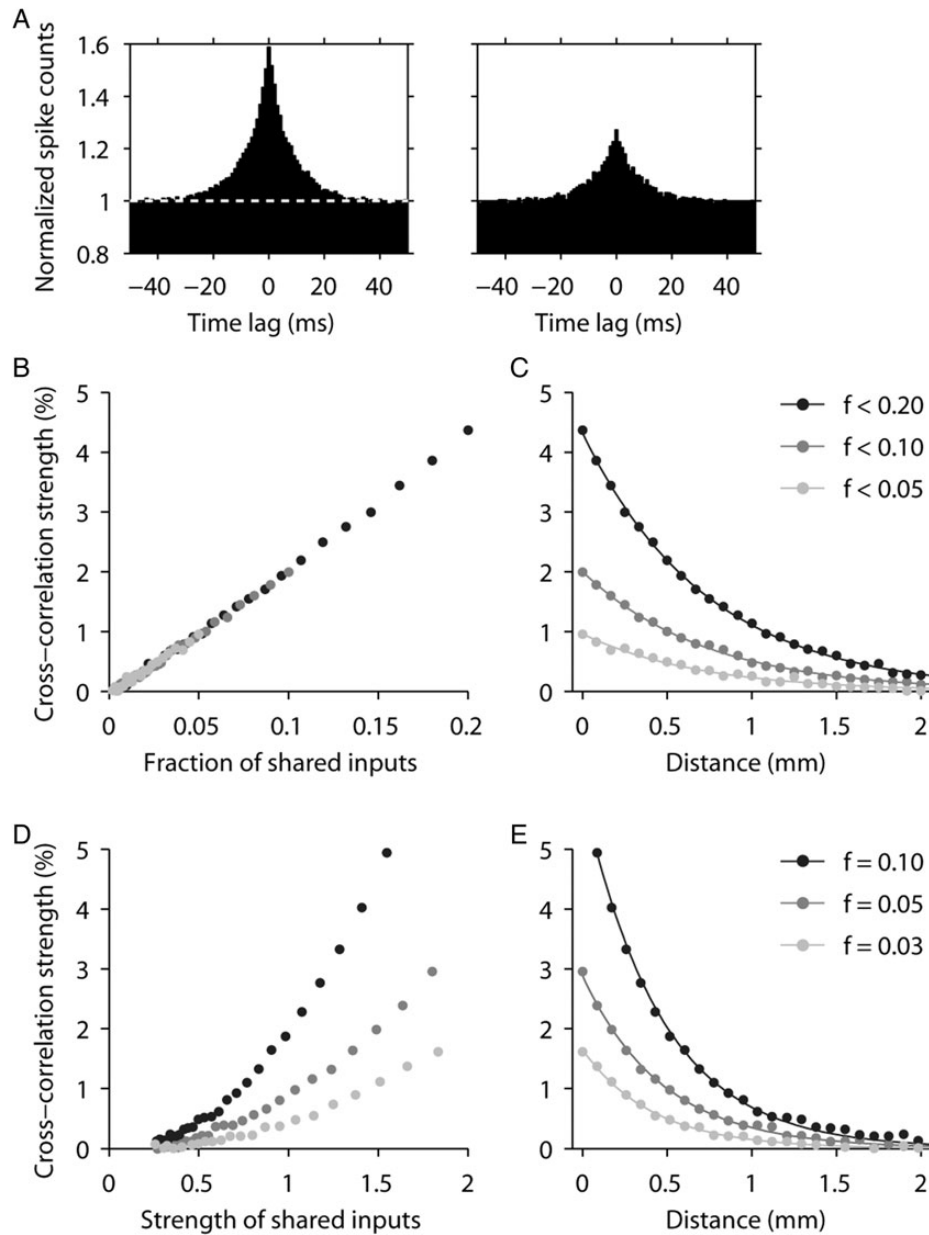 A
Normalized spike counts
1.6
1.4
1.2
1
0.8
−40 −20 0 20 40
Time lag (ms)
−40 −20 0 20 40
Time lag (ms)
B
Cross−correlation strength (%)
5
4
3
2
1
0
0 0.05 0.1 0.15 0.2
Fraction of shared inputs
C
f < 0.20
f < 0.10
f < 0.05
5
4
3
2
1
0
0 0.5 1 1.5 2
Distance (mm)
D
Cross−correlation strength (%)
5
4
3
2
1
0
0 0.5 1 1.5 2
Strength of shared inputs
E
f = 0.10
f = 0.05
f = 0.03
5
4
3
2
1
0
0 0.5 1 1.5 2
Distance (mm)